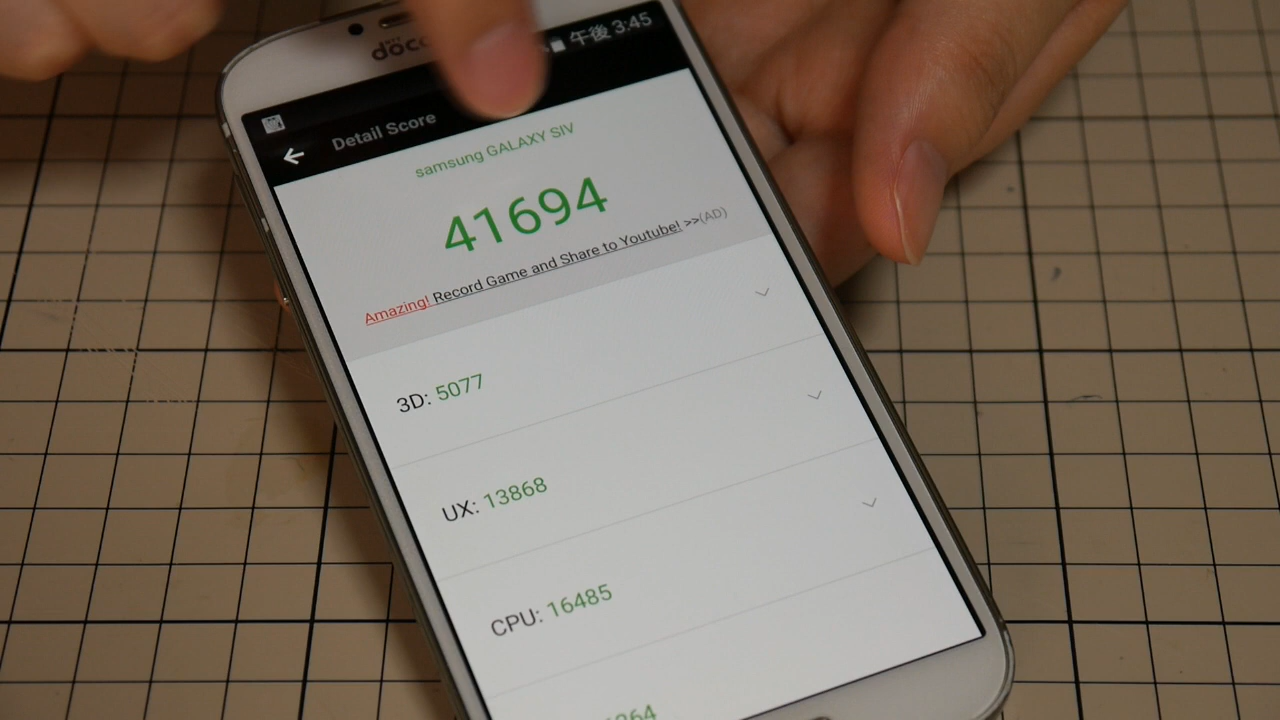 午後 3:45
Detail Score
samsung GALAXY SIV
41694
Amazing! Record Game and Share to Youtube! >>(AD)
3D: 5077
UX: 13868
CPU: 16485